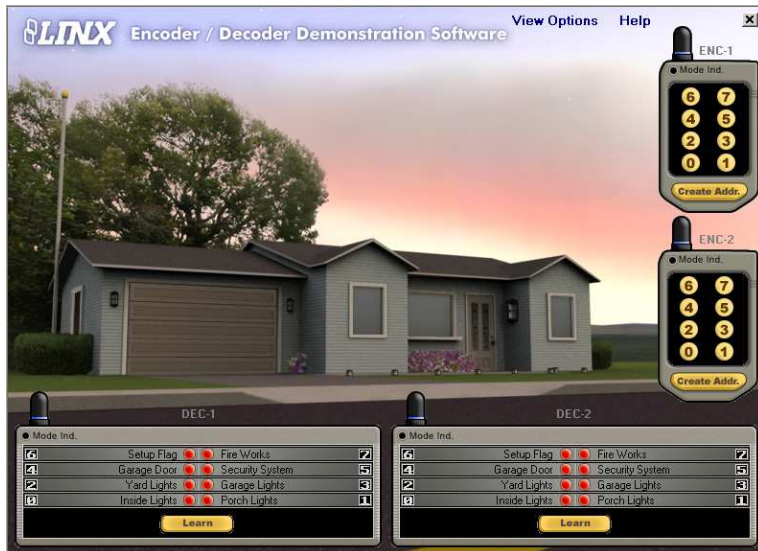 LINX Encoder / Decoder Demonstration Software View Options Help X
ENC-1
Mode Ind.
6 7
4 5
2 3
0 1
Create Addr.
ENC-2
Mode Ind.
6 7
4 5
2 3
0 1
Create Addr.
DEC-1
Mode Ind.
6 Setup Flag Fire Works 7
4 Garage Door Security System 5
2 Yard Lights Garage Lights 3
0 Inside Lights Porch Lights 1
Learn
DEC-2
Mode Ind.
6 Setup Flag Fire Works 7
4 Garage Door Security System 5
2 Yard Lights Garage Lights 3
0 Inside Lights Porch Lights 1
Learn